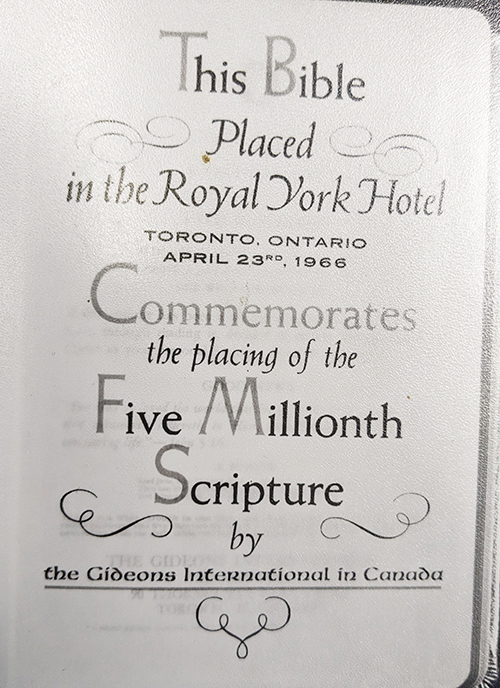 This Bible
Placed
in the Royal York Hotel
TORONTO, ONTARIO
APRIL 23RD, 1966
Commemorates
the placing of the
Five Millionth
Scripture
by
the Gideons International in Canada